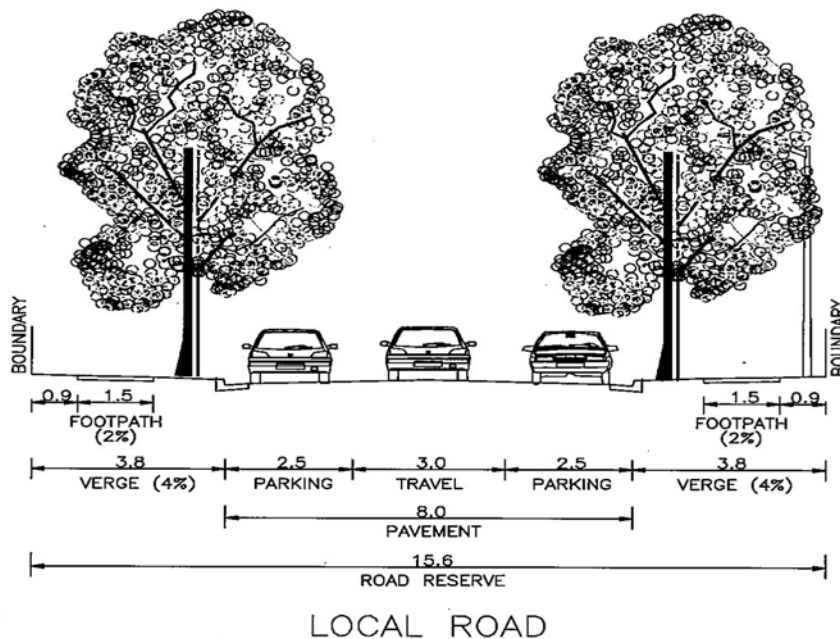 BOUNDARY
BOUNDARY
0.9 1.5 1.5 0.9
FOOTPATH FOOTPATH
(2%) (2%)
3.8 2.5 3.0 2.5 3.8
VERGE (4%) PARKING TRAVEL PARKING VERGE (4%)
8.0
PAVEMENT
15.6
ROAD RESERVE
LOCAL ROAD